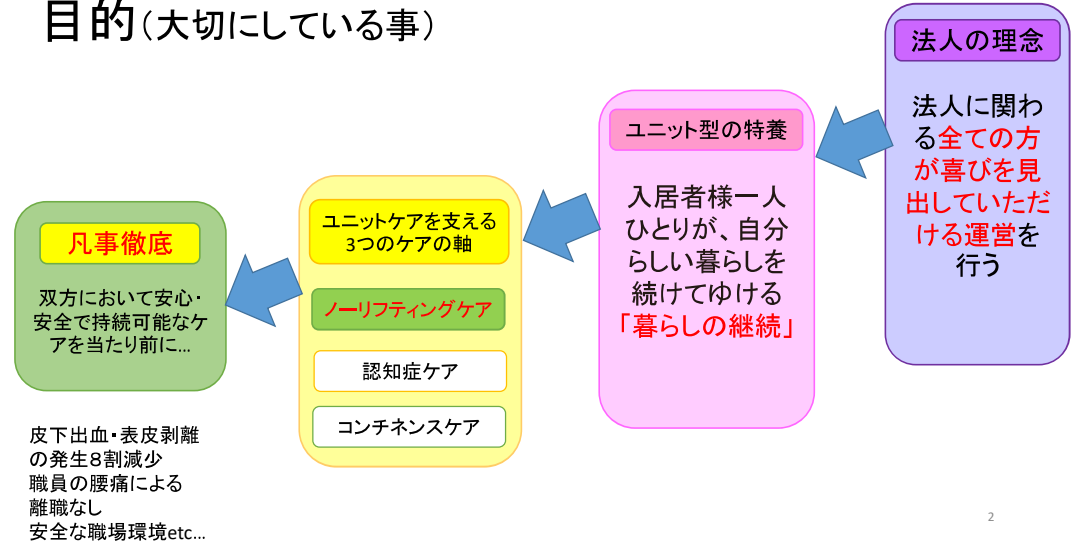 目的(大切にしている事)
法人の理念
法人に関わ
る全ての方
が喜びを見
出していただ
ける運営を
行う
ユニット型の特養
入居者様一人
ひとりが、自分
らしい暮らしを
続けてゆける
「暮らしの継続」
ユニットケアを支える
3つのケアの軸
ノーリフティングケア
認知症ケア
コンチネンスケア
凡事徹底
双方において安心・
安全で持続可能なケ
アを当たり前に…
皮下出血・表皮剥離
の発生8割減少
職員の腰痛による
離職なし
安全な職場環境etc…
2